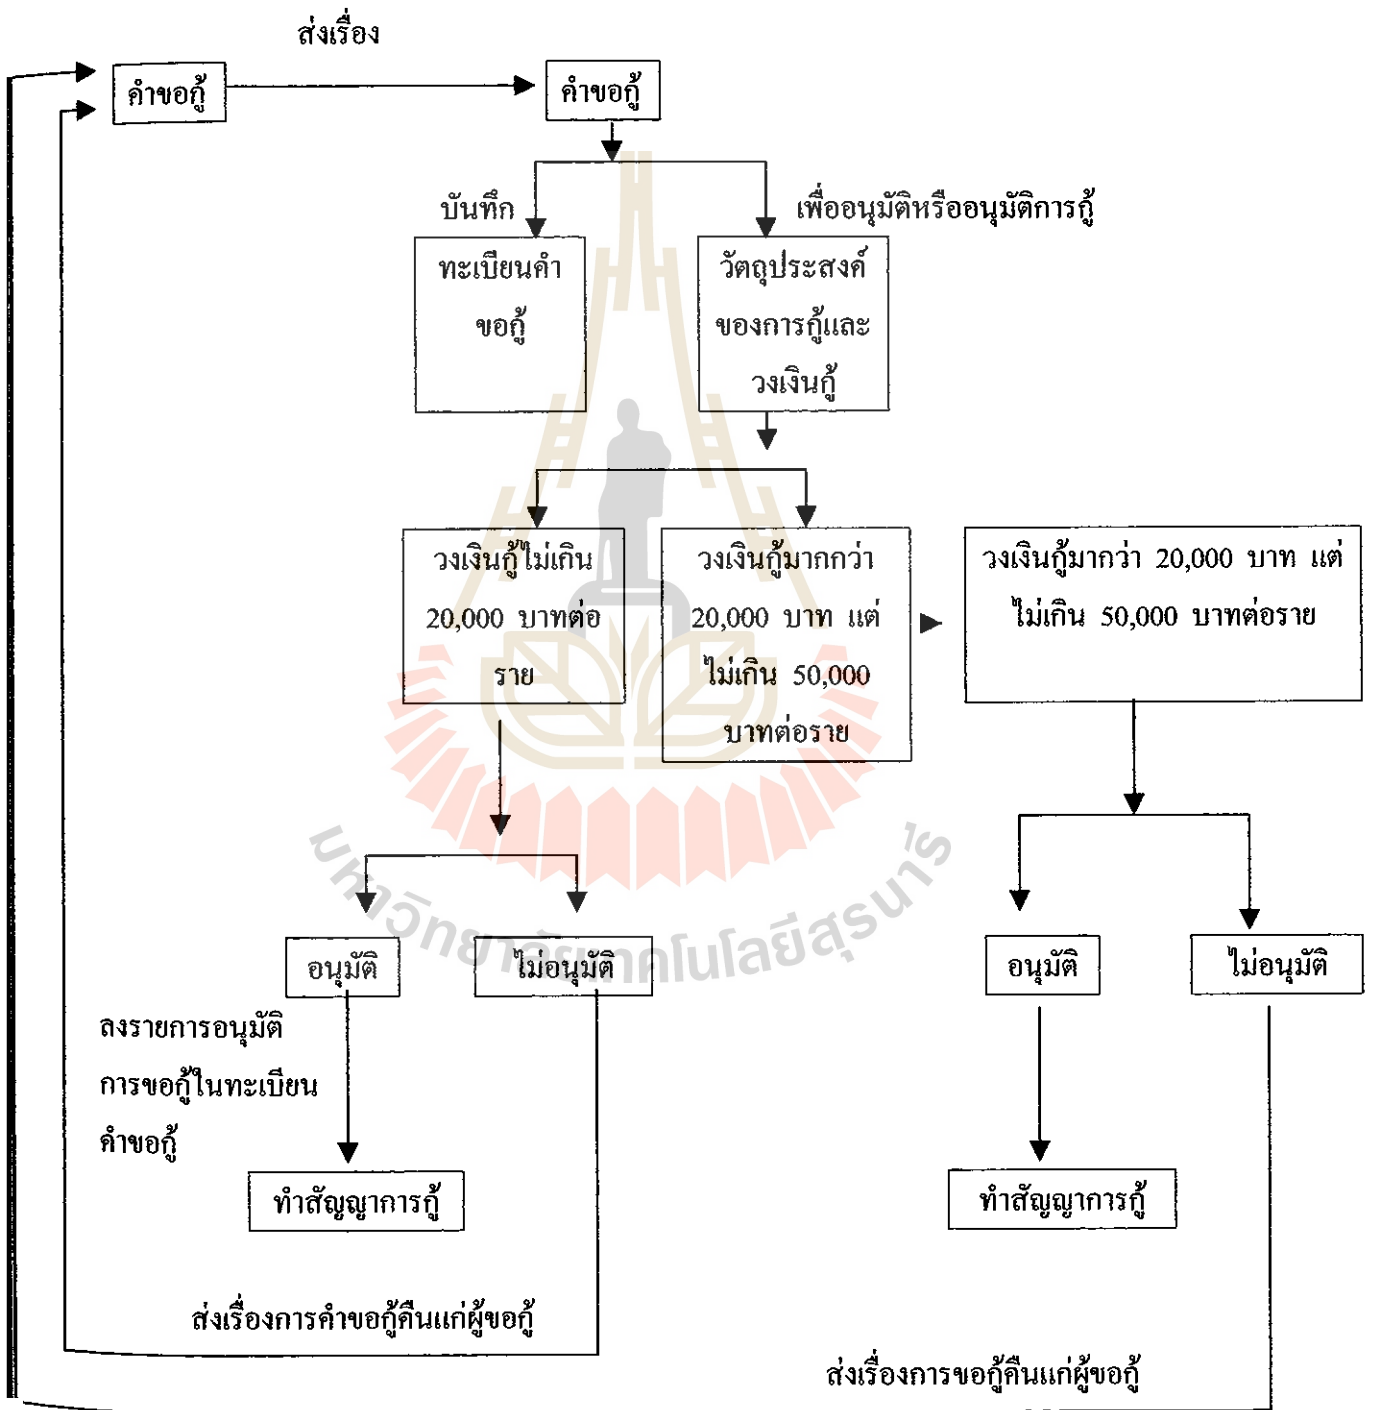 ส่งเรื่อง
คำขอกู้
คำขอกู้
บันทึก
เพื่ออนุมัติหรืออนุมัติการกู้
ทะเบียนคำ
ขอกู้
วัตถุประสงค์
ของการกู้และ
วงเงินกู้
วงเงินกู้ไม่เกิน
20,000 บาทต่อ
ราย
วงเงินกู้มากกว่า
20,000 บาท แต่
ไม่เกิน 50,000
บาทต่อราย
วงเงินกู้มากว่า 20,000 บาท แต่
ไม่เกิน 50,000 บาทต่อราย
มหาวิทยาลัยเทคโนโลยีสุรนารี
อนุมัติ
ไม่อนุมัติ
อนุมัติ
ไม่อนุมัติ
ลงรายการอนุมัติ
การขอกู้ในทะเบียน
คำขอกู้
ทำสัญญาการกู้
ทำสัญญาการกู้
ส่งเรื่องการคำขอกู้คืนแก่ผู้ขอกู้
ส่งเรื่องการขอกู้คืนแก่ผู้ขอกู้